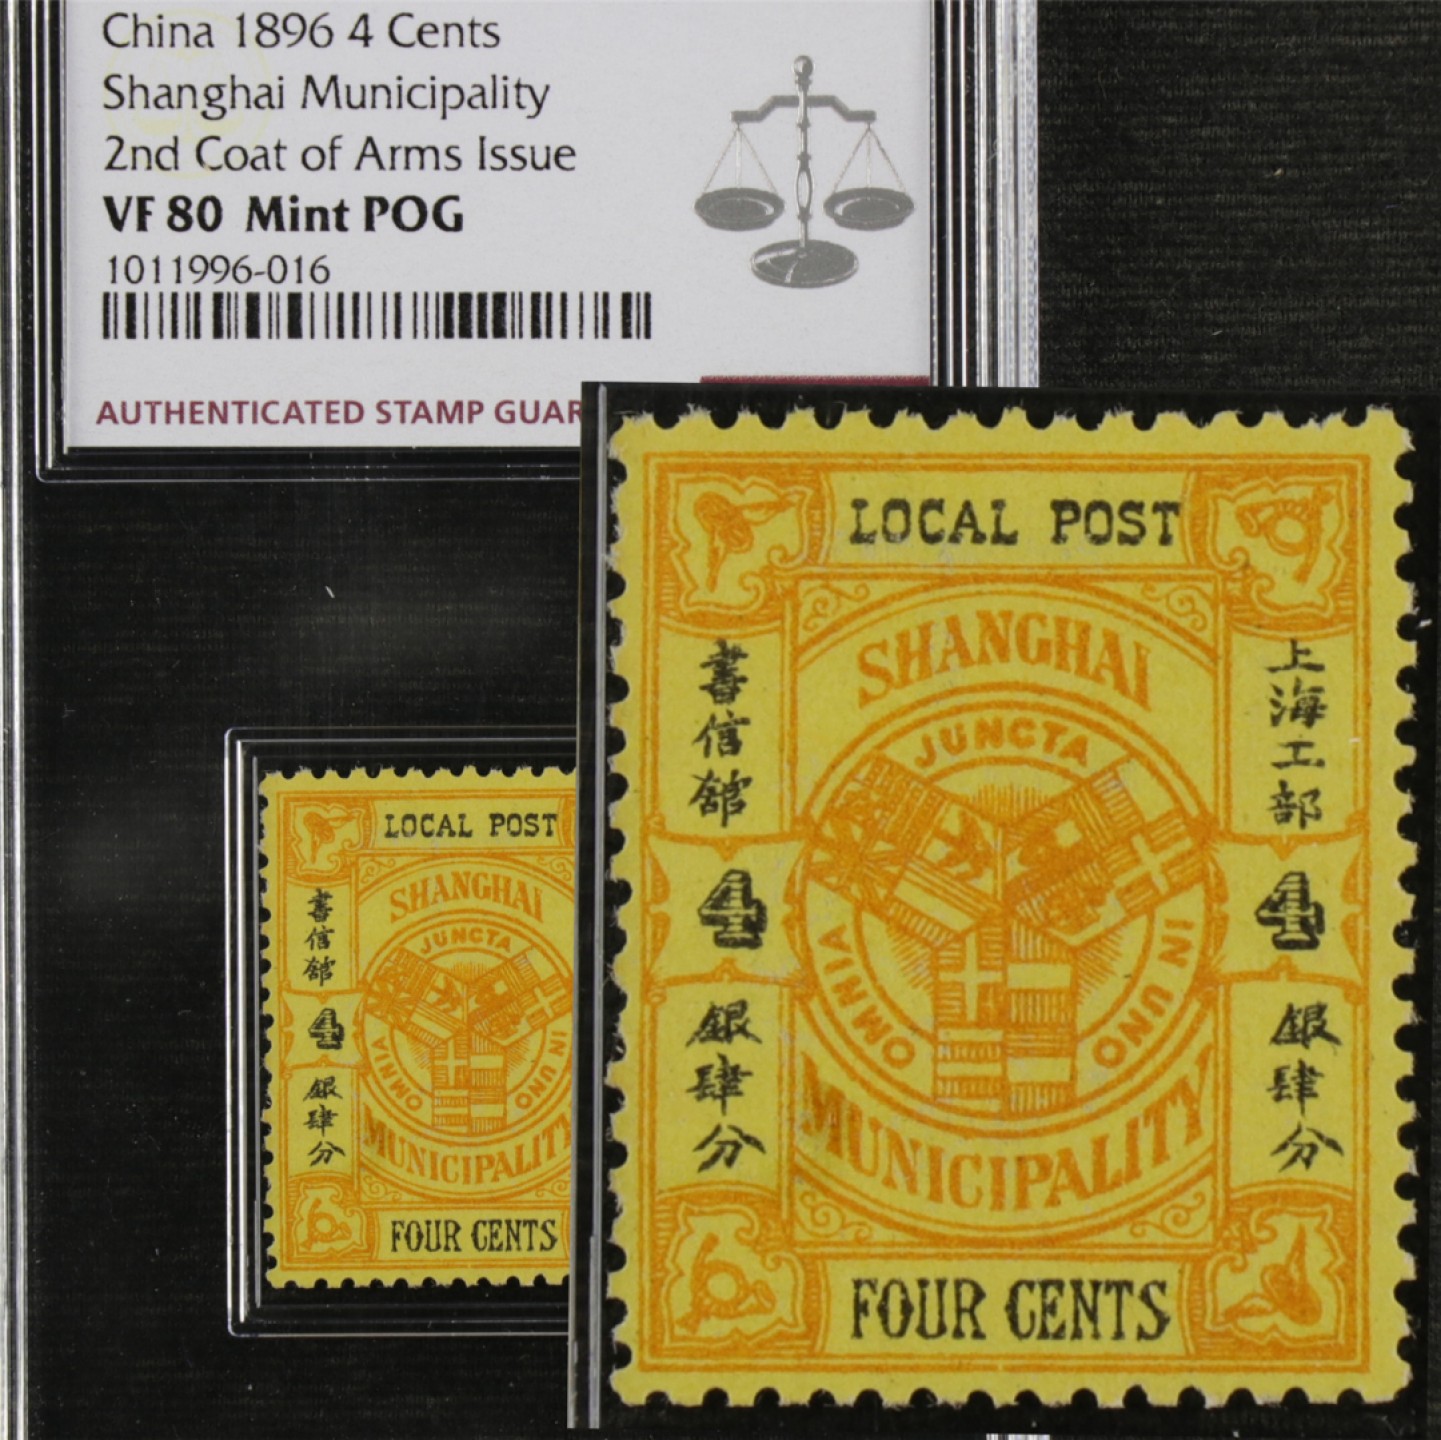 China 1896 4 Cents
Shanghai Municipality
2nd Coat of Arms Issue
VF 80 Mint POG
1011996-016
AUTHENTICATED STAMP GUAR
LOCAL POST
SHANGHAI
JUNCTA
IN UNO
OMNIA
MUNICIPALITY
FOUR CENTS
書信館
4
銀肆分
LOCAL POST
SHANGHAI
JUNCTA
IN UNO
OMNIA
MUNICIPALITY
FOUR CENTS
上海工部
書信館
4
4
銀肆分
銀肆分